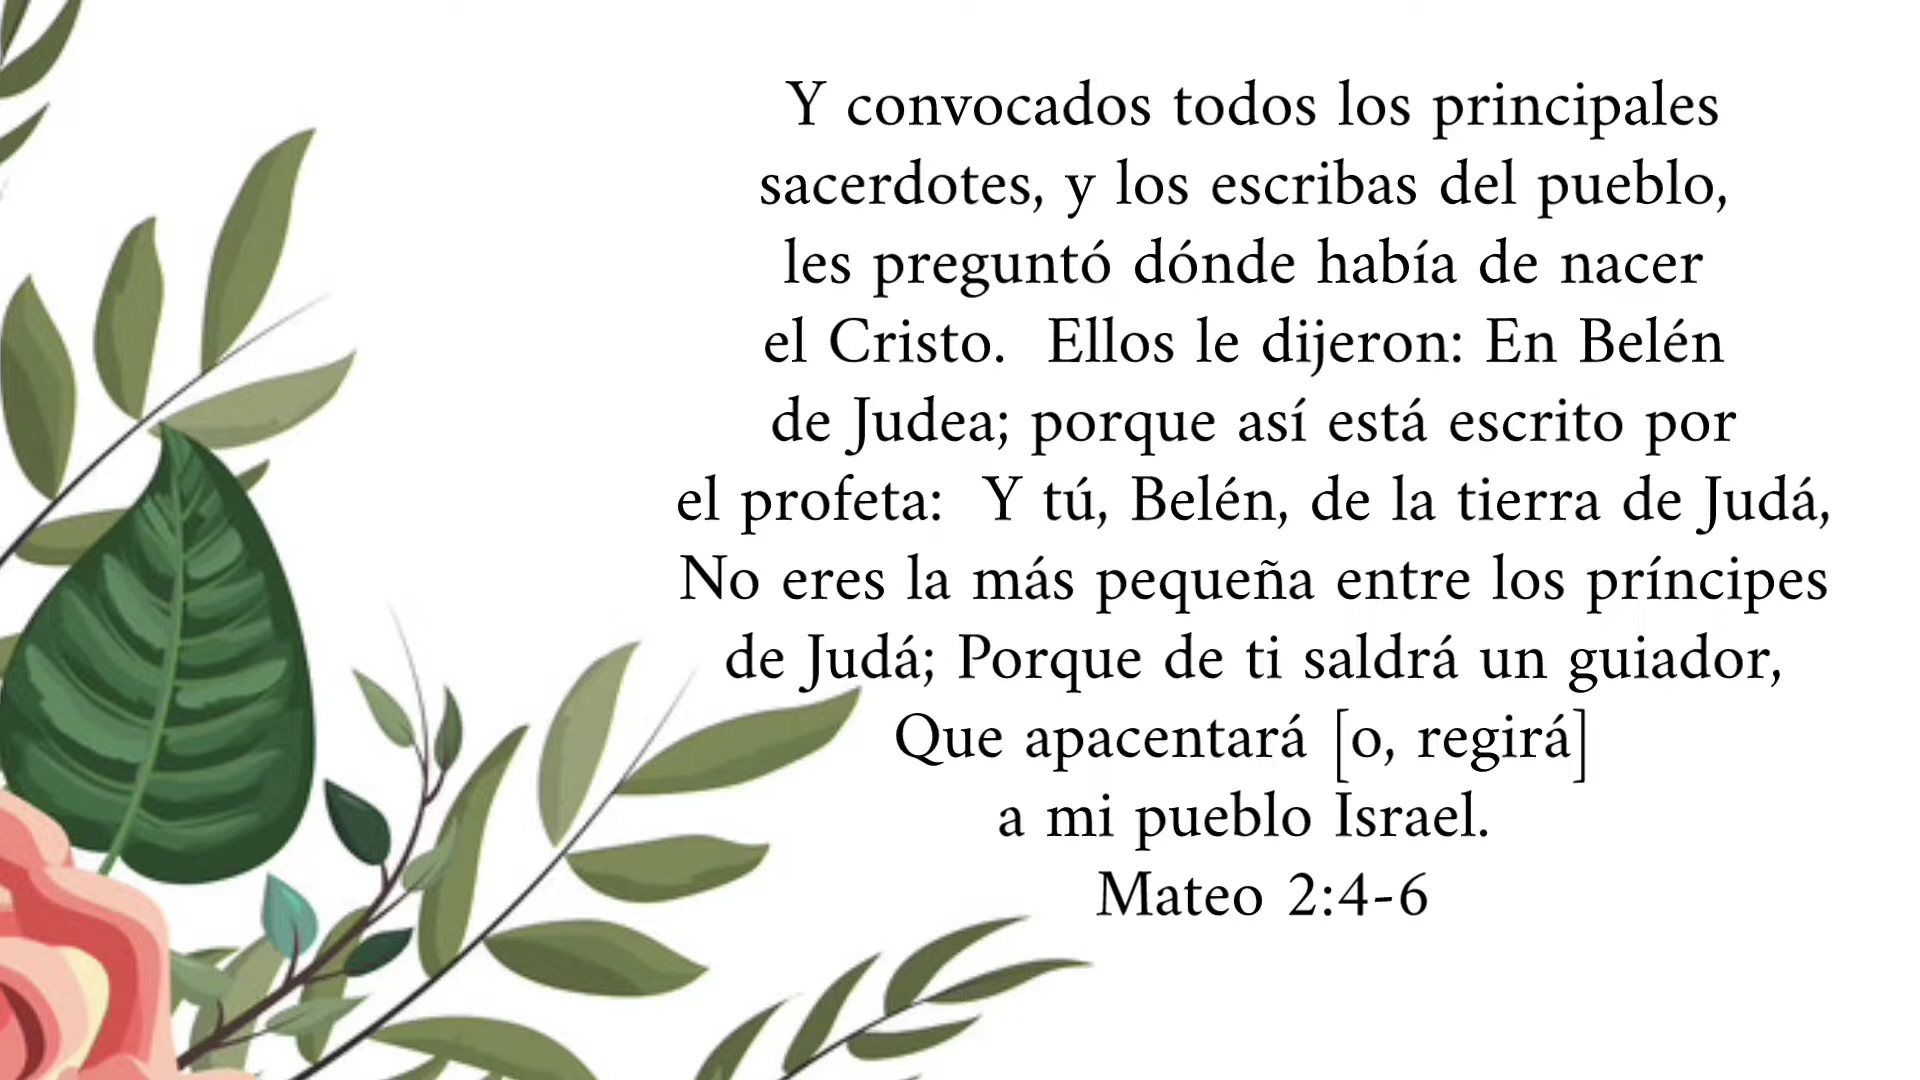 Y convocados todos los principales
sacerdotes, y los escribas del pueblo,
les preguntó dónde había de nacer
el Cristo.  Ellos le dijeron: En Belén
de Judea; porque así está escrito por
el profeta:  Y tú, Belén, de la tierra de Judá,
No eres la más pequeña entre los príncipes
de Judá; Porque de ti saldrá un guiador,
Que apacentará [o, regirá]
a mi pueblo Israel.
Mateo 2:4-6